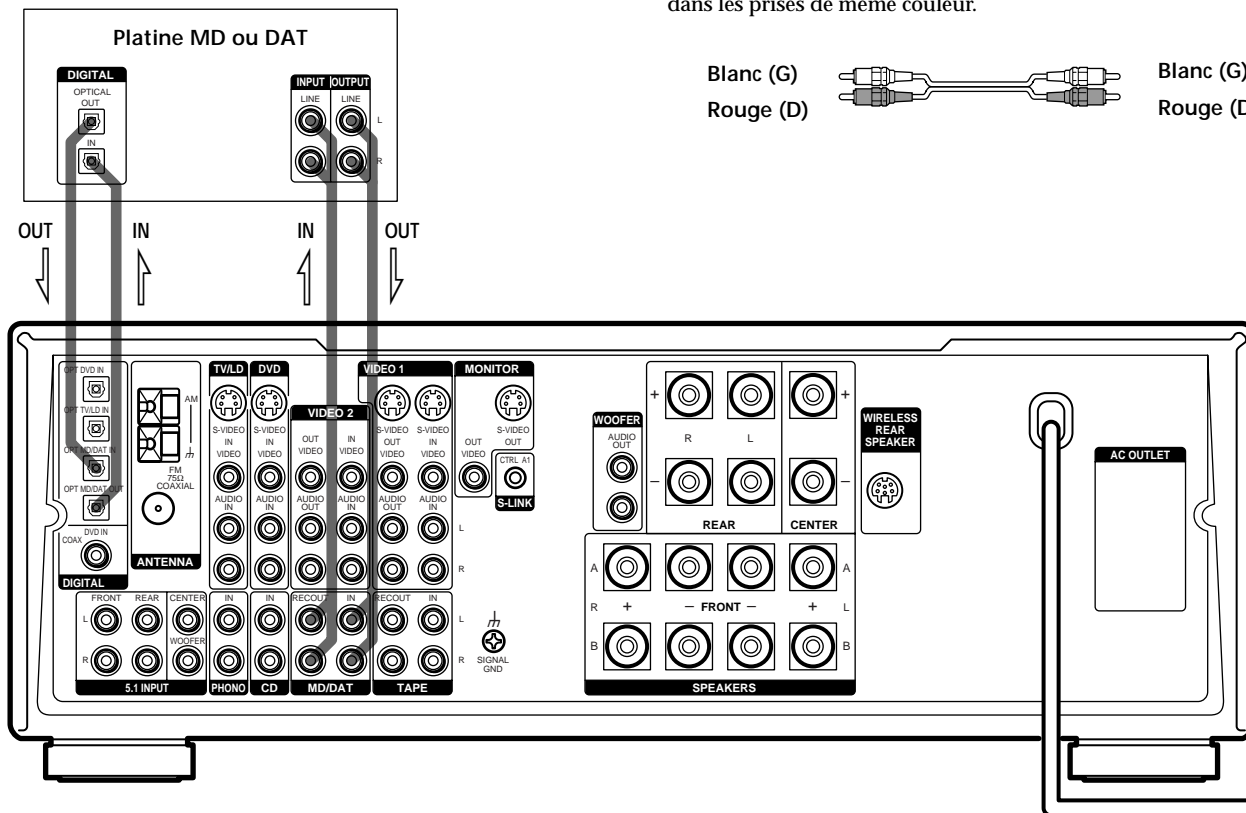 dans les prises de même couleur.
Platine MD ou DAT
Blanc (G)
Blanc (G)
Rouge (D)
DIGITAL
OPTICAL
OUT
IN
INPUT
OUTPUT
LINE
LINE
L
R
OUT
IN
IN
OUT
OPT DVD IN
OPT TV/LD IN
OPT MD/DAT IN
OPT MD/DAT OUT
DVD IN
COAX
DIGITAL
AM
FM
75Ω
COAXIAL
ANTENNA
TV/LD
S-VIDEO
IN
VIDEO
AUDIO
IN
DVD
S-VIDEO
IN
VIDEO
AUDIO
IN
VIDEO 2
OUT
VIDEO
IN
VIDEO
AUDIO
OUT
AUDIO
IN
VIDEO 1
S-VIDEO
OUT
VIDEO
S-VIDEO
IN
VIDEO
AUDIO
OUT
AUDIO
IN
L
R
MONITOR
S-VIDEO
OUT
OUT
VIDEO
CTRL A1
S-LINK
FRONT
REAR
CENTER
L
WOOFER
R
5.1 INPUT
IN
PHONO
IN
CD
RECOUT
IN
MD/DAT
RECOUT
IN
L
R
TAPE
SIGNAL
GND
WOOFER
AUDIO
OUT
+
R
L
+
−
−
REAR
CENTER
A
A
R
+
− FRONT −
+
L
B
B
SPEAKERS
WIRELESS
REAR
SPEAKER
AC OUTLET